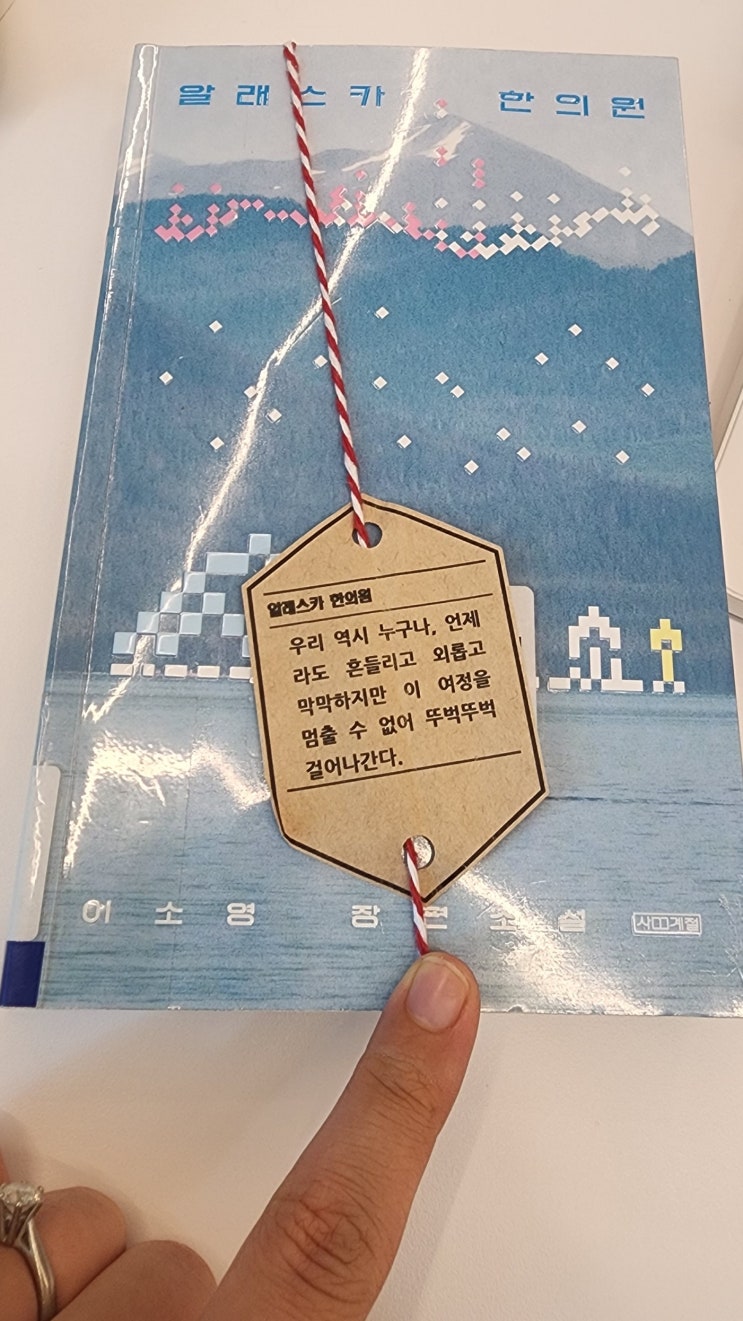 알래스카 한의원
알래스카 한의원
우리 역시 누구나, 언제
라도 흔들리고 외롭고
막막하지만 이 여정을
멈출 수 없어 뚜벅뚜벅
걸어나간다.
이소영 장편소설 사계절